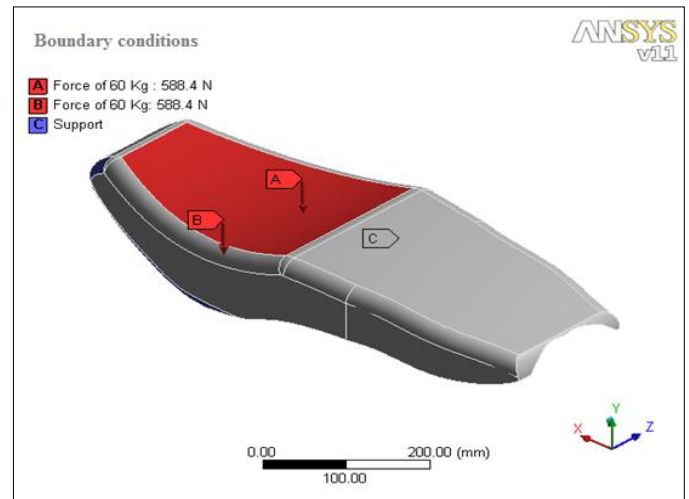 Boundary conditions
ANSYS
v11
A Force of 60 Kg : 588.4 N
B Force of 60 Kg: 588.4 N
C Support
A
B
C
Y
X
Z
0.00
200.00 (mm)
100.00